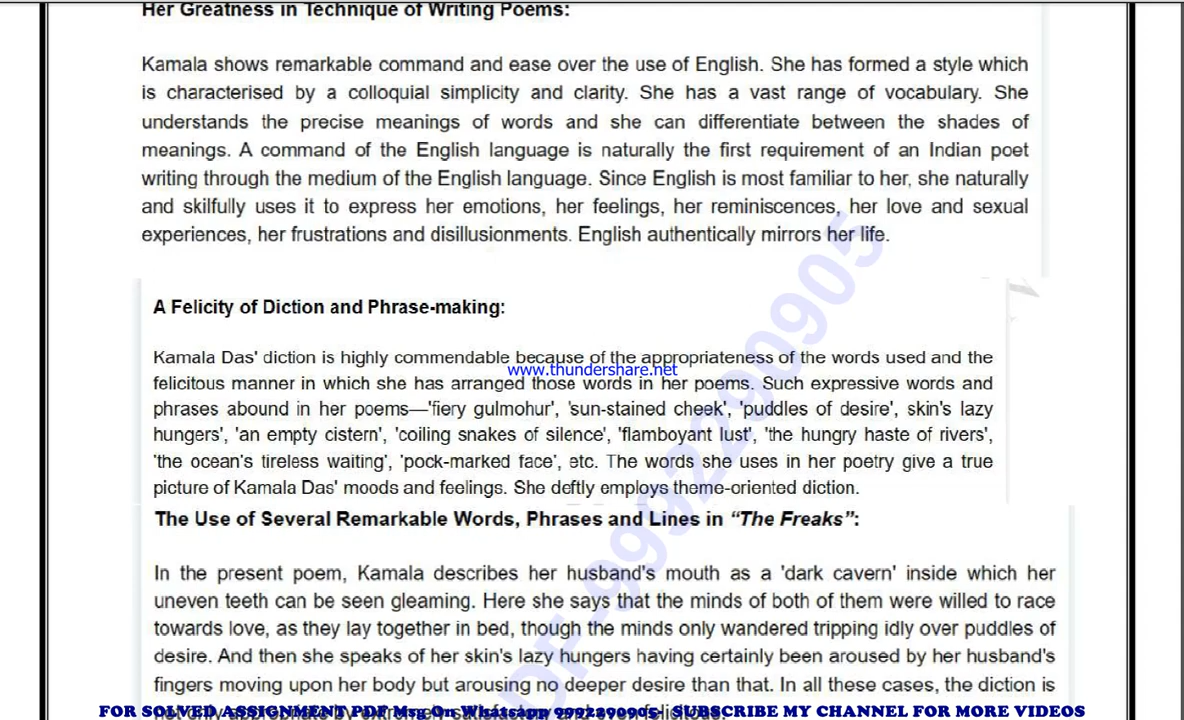 Her Greatness in Technique of Writing Poems:
Kamala shows remarkable command and ease over the use of English. She has formed a style which
is characterised by a colloquial simplicity and clarity. She has a vast range of vocabulary. She
understands the precise meanings of words and she can differentiate between the shades of
meanings. A command of the English language is naturally the first requirement of an Indian poet
writing through the medium of the English language. Since English is most familiar to her, she naturally
and skilfully uses it to express her emotions, her feelings, her reminiscences, her love and sexual
experiences, her frustrations and disillusionments. English authentically mirrors her life.
A Felicity of Diction and Phrase-making:
Kamala Das' diction is highly commendable because of the appropriateness of the words used and the
www.thundershare.net
felicitous manner in which she has arranged those words in her poems. Such expressive words and
phrases abound in her poems—'fiery gulmohur', 'sun-stained cheek', 'puddles of desire', skin's lazy
hungers', 'an empty cistern', 'coiling snakes of silence', 'flamboyant lust', 'the hungry haste of rivers',
'the ocean's tireless waiting', 'pock-marked face', etc. The words she uses in her poetry give a true
picture of Kamala Das' moods and feelings. She deftly employs theme-oriented diction.
The Use of Several Remarkable Words, Phrases and Lines in "The Freaks":
In the present poem, Kamala describes her husband's mouth as a 'dark cavern' inside which her
uneven teeth can be seen gleaming. Here she says that the minds of both of them were willed to race
towards love, as they lay together in bed, though the minds only wandered tripping idly over puddles of
desire. And then she speaks of her skin's lazy hungers having certainly been aroused by her husband's
fingers moving upon her body but arousing no deeper desire than that. In all these cases, the diction is
FOR SOLVED ASSIGNMENT PDF Msg On Whatsapp 9992290905- SUBSCRIBE MY CHANNEL FOR MORE VIDEOS
PDF-9992290905